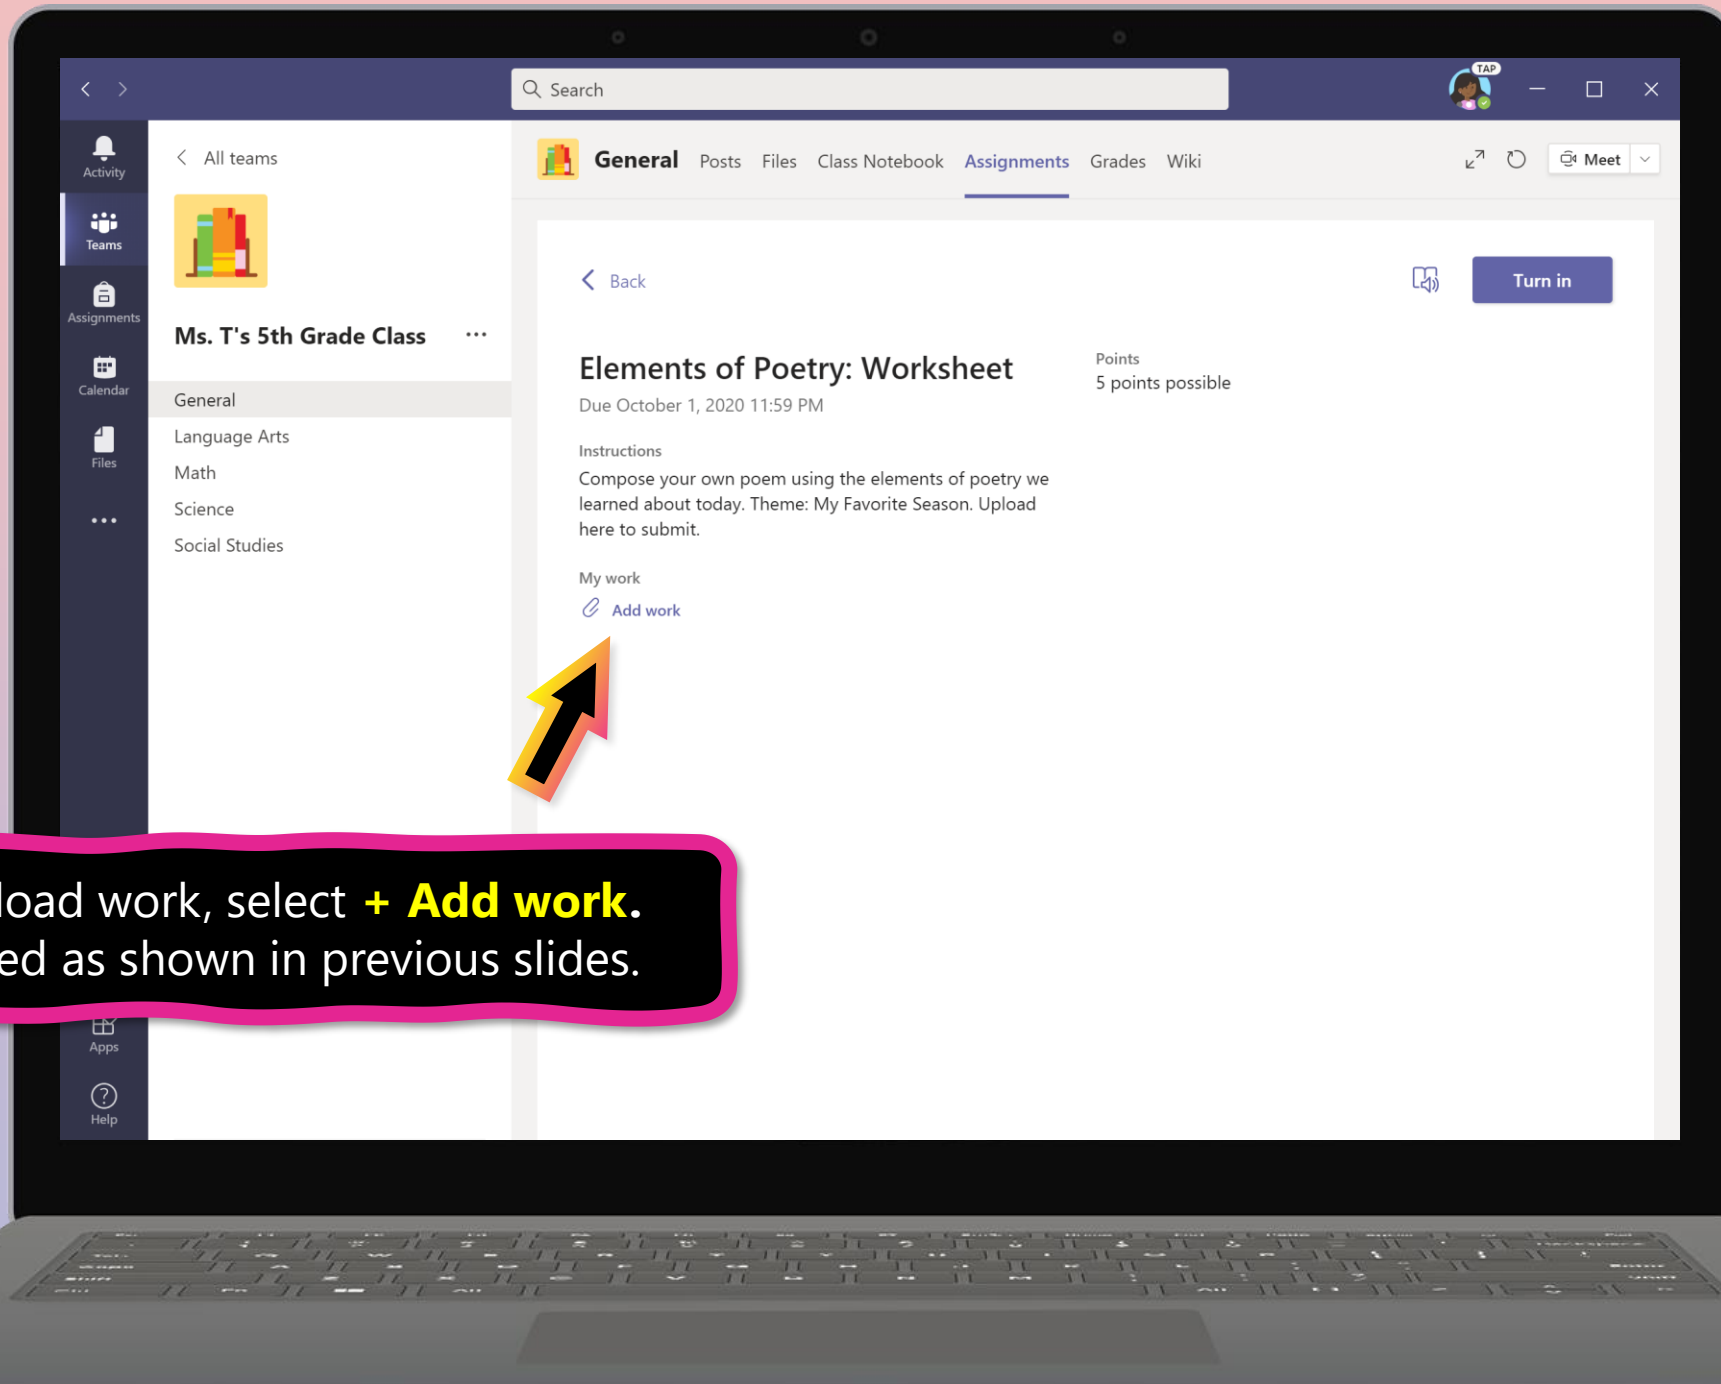 Search
TAP
Activity
Teams
Assignments
Calendar
Files
Apps
Help
All teams
Ms. T's 5th Grade Class
General
Language Arts
Math
Science
Social Studies
General Posts Files Class Notebook Assignments Grades Wiki
Meet
Back
Turn in
Elements of Poetry: Worksheet
Due October 1, 2020 11:59 PM
Points
5 points possible
Instructions
Compose your own poem using the elements of poetry we
learned about today. Theme: My Favorite Season. Upload
here to submit.
My work
Add work
load work, select + Add work.
ed as shown in previous slides.